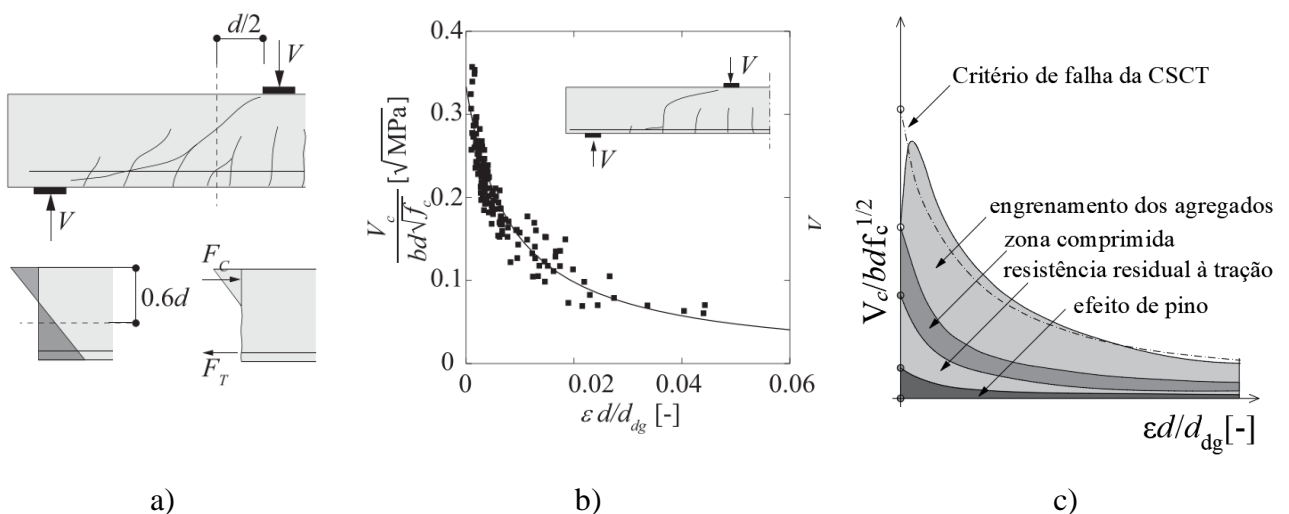 d/2
V
V
F_C
0.6d
F_T
0.4
0.3
0.2
0.1
0
V_c
bd√f_c
[√MPa]
V
V
0
0.02
0.04
0.06
ε d/d_dg [-]
V
Critério de falha da CSCT
engrenamento dos agregados
zona comprimida
resistência residual à tração
efeito de pino
V_c/bdf_c^1/2
εd/d_dg[-]
a)
b)
c)